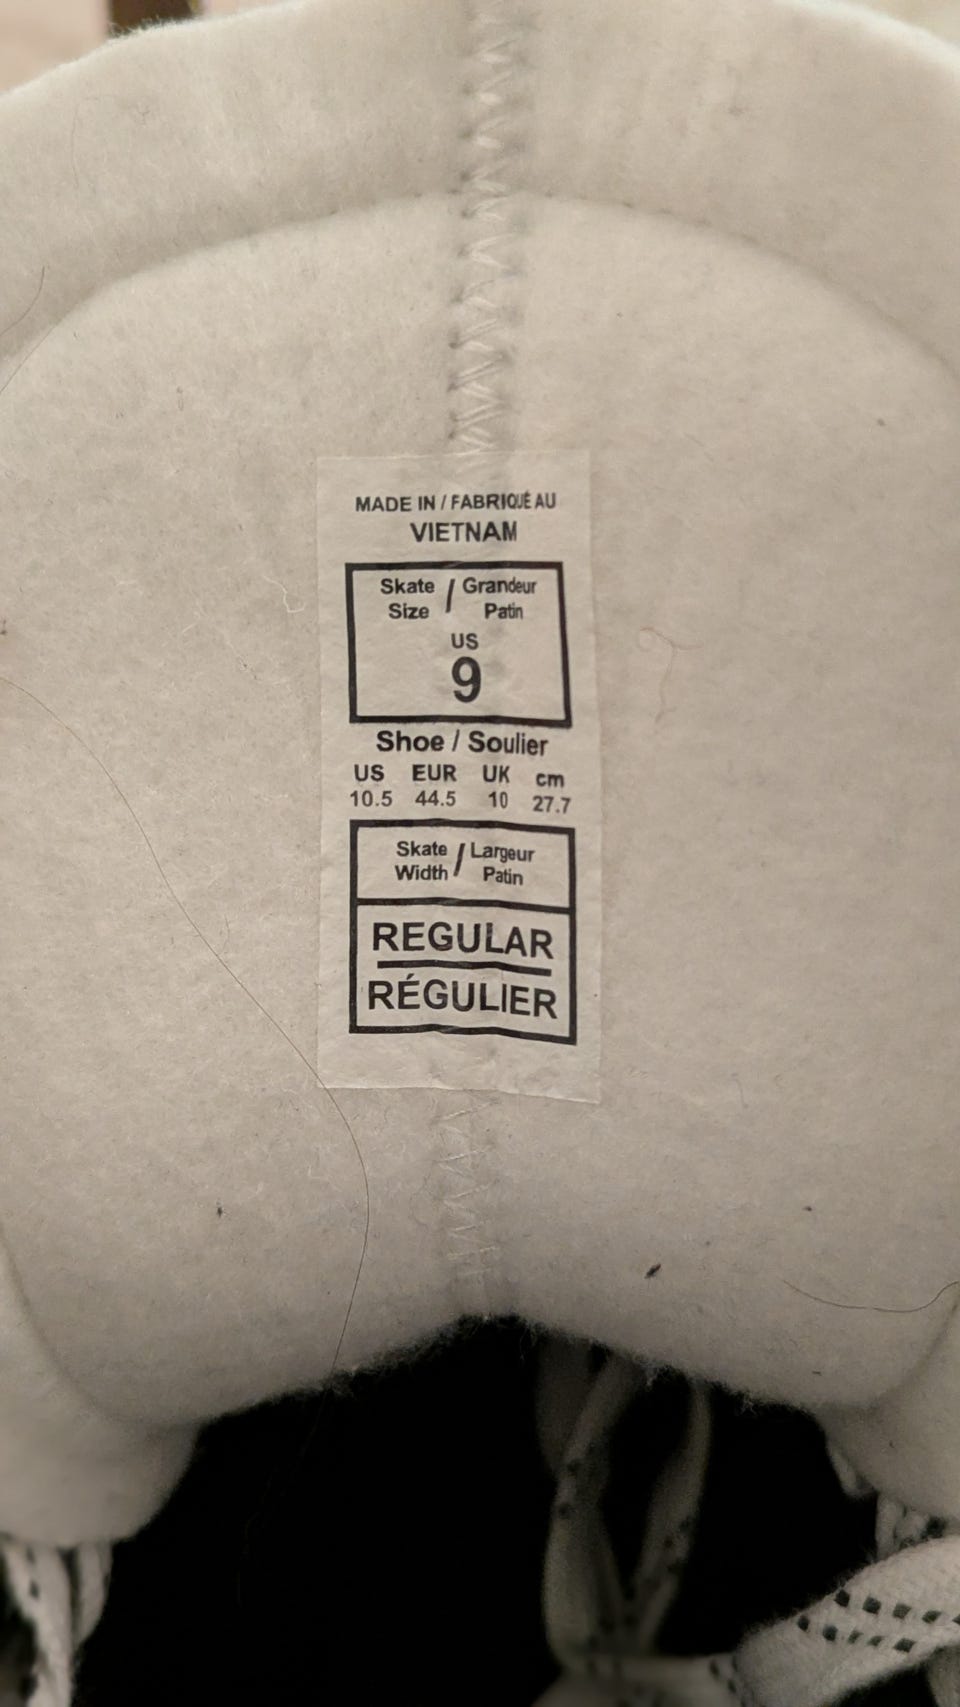 MADE IN / FABRIQUÉ AU
VIETNAM
Skate Size / Grandeur Patin
US
9
Shoe / Soulier
US EUR UK cm
10.5 44.5 10 27.7
Skate Width / Largeur Patin
REGULAR
RÉGULIER